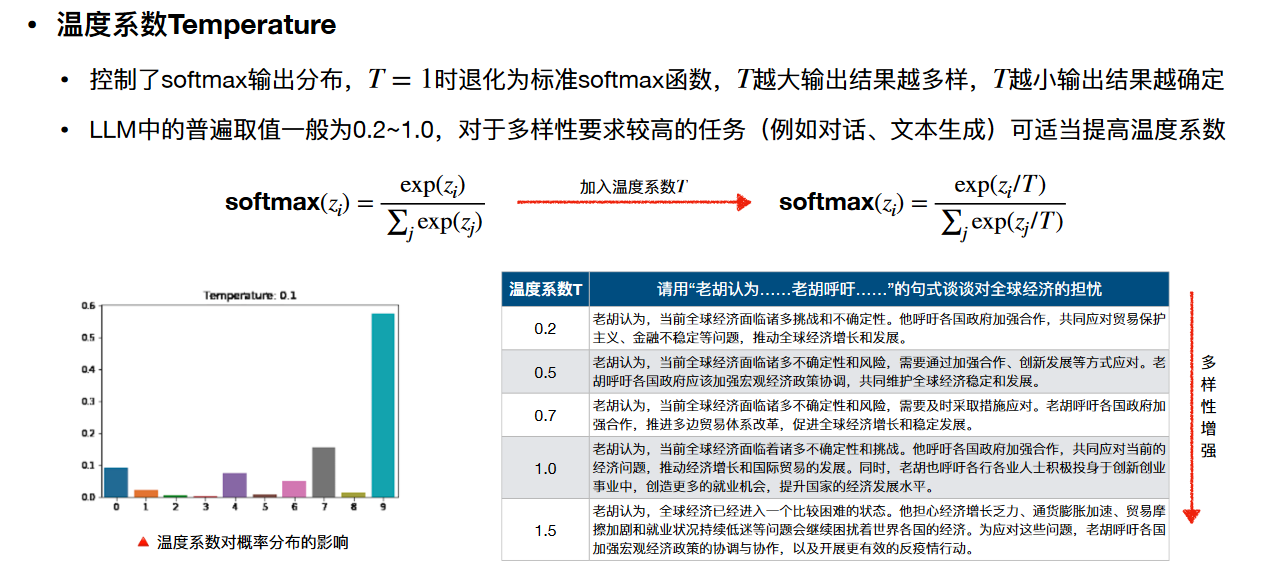 • 温度系数Temperature
• 控制了softmax输出分布，T = 1时退化为标准softmax函数，T越大输出结果越多样，T越小输出结果越确定
• LLM中的普遍取值一般为0.2~1.0，对于多样性要求较高的任务（例如对话、文本生成）可适当提高温度系数
softmax(z_i) = exp(z_i) / ∑_j exp(z_j)
加入温度系数T
softmax(z_i) = exp(z_i/T) / ∑_j exp(z_j/T)
Temperature: 0.1
0.6
0.5
0.4
0.3
0.2
0.1
0.0
0 1 2 3 4 5 6 7 8 9
▲ 温度系数对概率分布的影响
温度系数T 请用“老胡认为……老胡呼吁……”的句式谈谈对全球经济的担忧
0.2
老胡认为，当前全球经济面临诸多挑战和不确定性。他呼吁各国政府加强合作，共同应对贸易保护
主义、金融不稳定等问题，推动全球经济增长和发展。
0.5
老胡认为，当前全球经济面临诸多不确定性和风险，需要通过加强合作、创新发展等方式应对。老
胡呼吁各国政府应该加强宏观经济政策协调，共同维护全球经济稳定和发展。
0.7
老胡认为，当前全球经济面临诸多不确定性和风险，需要及时采取措施应对。老胡呼吁各国政府加
强合作，推进多边贸易体系改革，促进全球经济增长和稳定发展。
1.0
老胡认为，当前全球经济面临着诸多不确定性和挑战。他呼吁各国政府加强合作，共同应对当前的
经济问题，推动经济增长和国际贸易的发展。同时，老胡也呼吁各行各业人士积极投身于创新创业
事业中，创造更多的就业机会，提升国家的经济发展水平。
1.5
老胡认为，全球经济已经进入一个比较困难的状态。他担心经济增长乏力、通货膨胀加速、贸易摩
擦加剧和就业状况持续低迷等问题会继续困扰着世界各国的经济。为应对这些问题，老胡呼吁各国
加强宏观经济政策的协调与协作，以及开展更有效的反疫情行动。
多样性增强